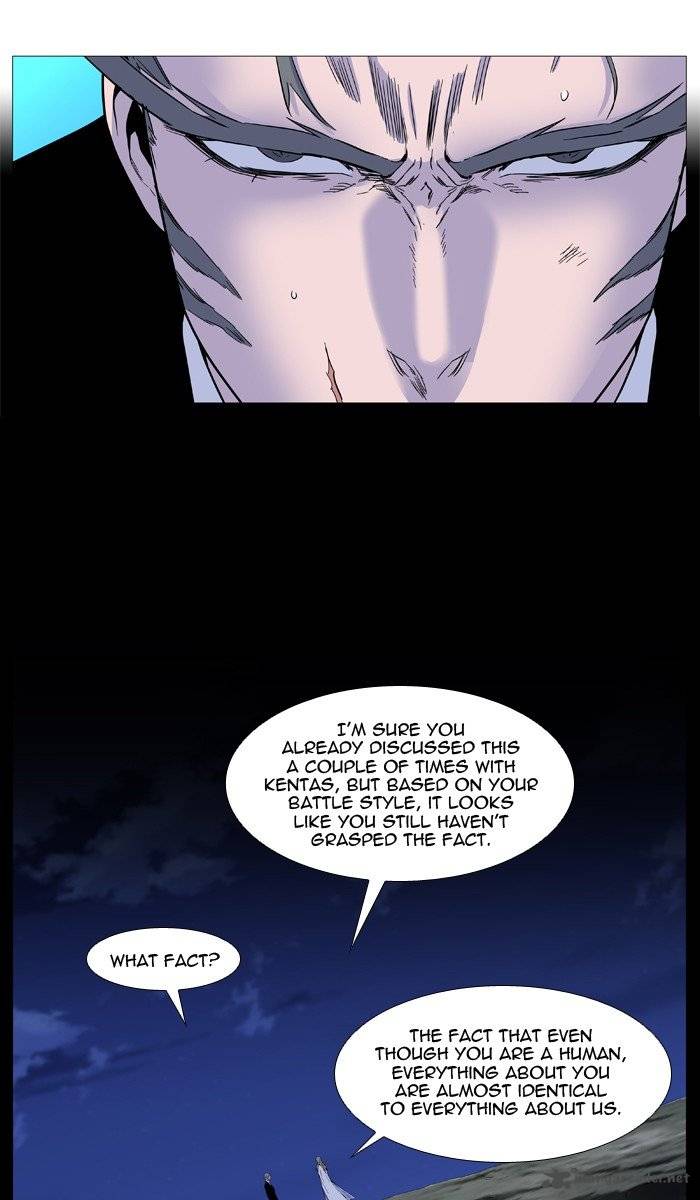 I'M SURE YOU
ALREADY DISCUSSED THIS
A COUPLE OF TIMES WITH
KENTAS, BUT BASED ON YOUR
BATTLE STYLE, IT LOOKS
LIKE YOU STILL HAVEN'T
GRASPED THE FACT.
WHAT FACT?
THE FACT THAT EVEN
THOUGH YOU ARE A HUMAN,
EVERYTHING ABOUT YOU
ARE ALMOST IDENTICAL
TO EVERYTHING ABOUT US.